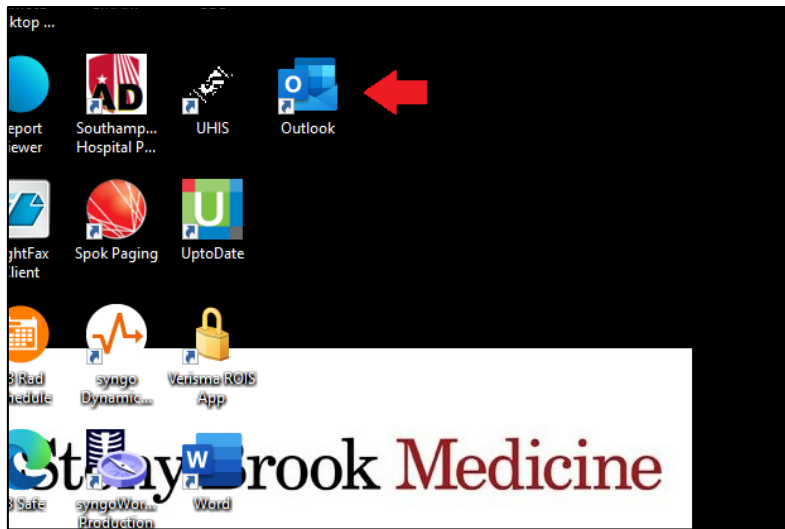 ktop ...
eport
iewer
Southamp...
Hospital P...
UHIS
Outlook
AD
O
ghtFax
lient
Spok Paging
UptoDate
U
Rad
hedule
syngo
Dynamic...
Verisma ROIS
App
Stony Brook Medicine
Safe
syngoWor...
Production
W
Word